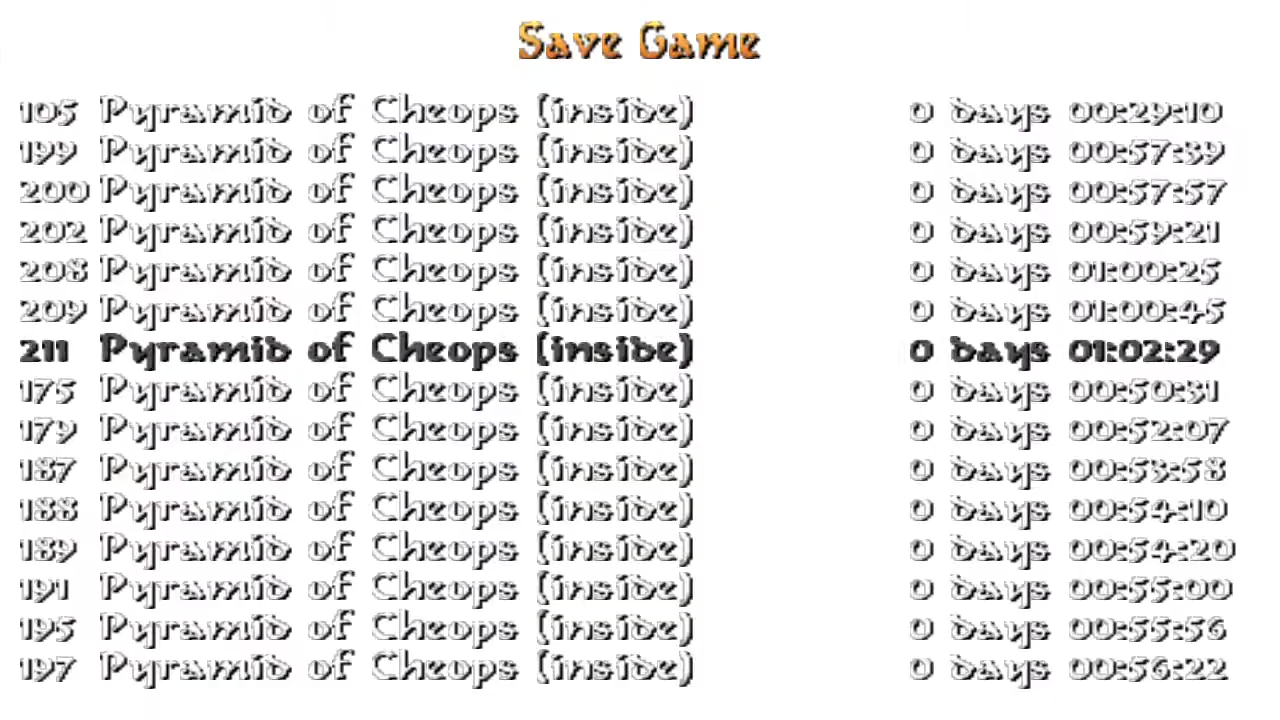 Save Game
105 Pyramid of Cheops (inside) 0 days 00:29:10
199 Pyramid of Cheops (inside) 0 days 00:57:39
200 Pyramid of Cheops (inside) 0 days 00:57:57
202 Pyramid of Cheops (inside) 0 days 00:59:21
208 Pyramid of Cheops (inside) 0 days 01:00:25
209 Pyramid of Cheops (inside) 0 days 01:00:45
211 Pyramid of Cheops (inside) 0 days 01:02:29
175 Pyramid of Cheops (inside) 0 days 00:50:31
179 Pyramid of Cheops (inside) 0 days 00:52:07
187 Pyramid of Cheops (inside) 0 days 00:53:58
188 Pyramid of Cheops (inside) 0 days 00:54:10
189 Pyramid of Cheops (inside) 0 days 00:54:20
191 Pyramid of Cheops (inside) 0 days 00:55:00
195 Pyramid of Cheops (inside) 0 days 00:55:56
197 Pyramid of Cheops (inside) 0 days 00:56:22